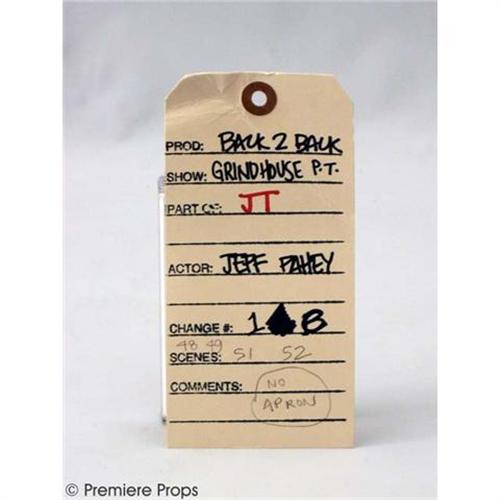 PROD: BACK 2 BACK
SHOW: GRINDHOUSE P.T.
PART OF: JT
ACTOR: JEFF FAHEY
CHANGE #: 1 B
48 49
SCENES: 51 52
COMMENTS: NO
APRON
© Premiere Props